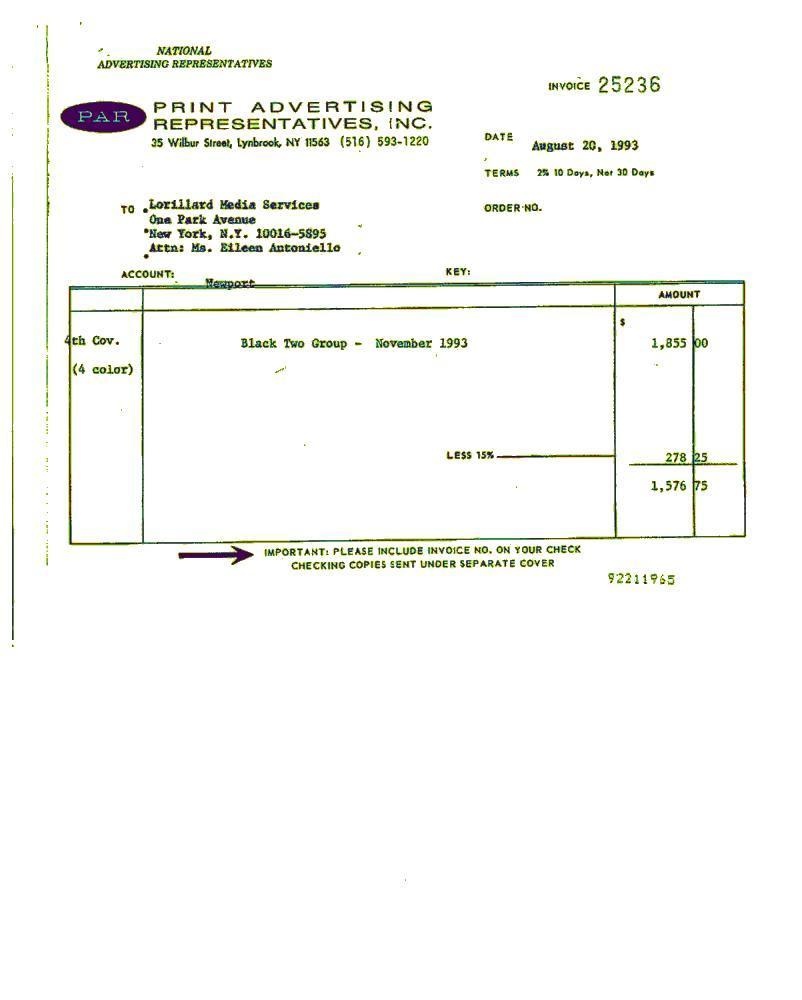 NATIONAL
ADVERTISING REPRESENTATIVES
INVOICE 25236
PAR
PRINT ADVERTISING
REPRESENTATIVES, INC.
35 Wilbur Street, Lynbrook, NY 11563 (516) 593-1220
DATE August 20, 1993
TERMS 2% 10 Days, Net 30 Days
TO Lorillard Media Services
One Park Avenue
New York, N.Y. 10016-5895
Attn: Ms. Eileen Antoniello
ORDER NO.
ACCOUNT: Newport KEY:
AMOUNT
$
4th Cov. Black Two Group - November 1993 1,855 00
(4 color)
LESS 15% 278 25
1,576 75
IMPORTANT: PLEASE INCLUDE INVOICE NO. ON YOUR CHECK
CHECKING COPIES SENT UNDER SEPARATE COVER
92211965